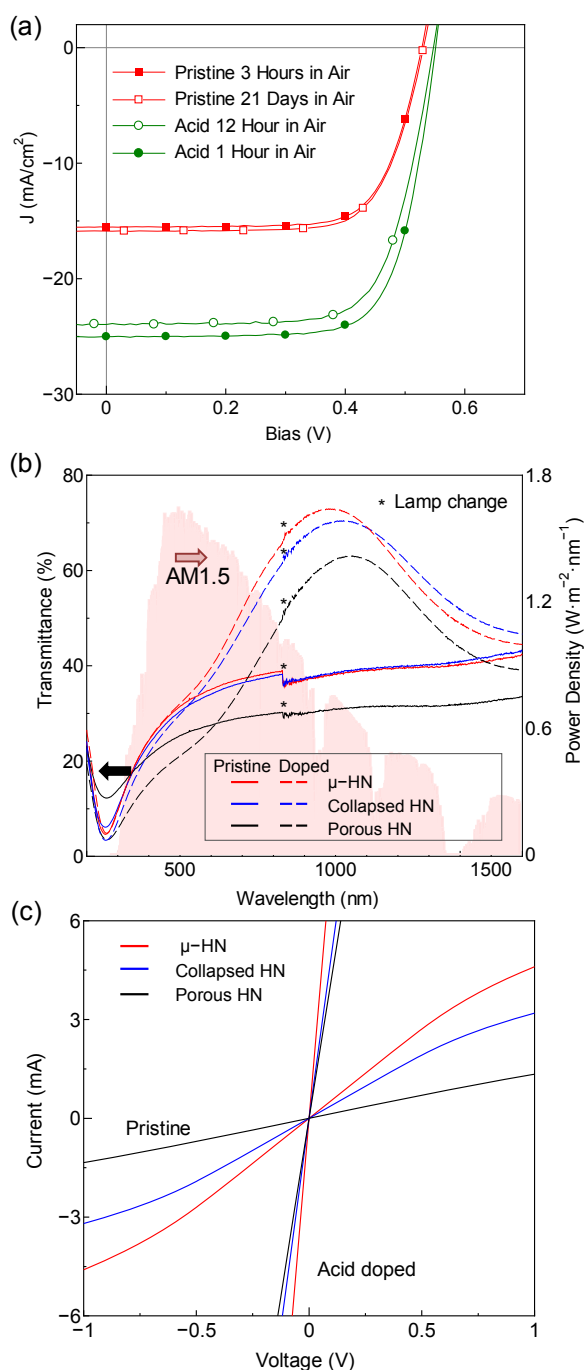 (a)
0
−10
−20
−30
J (mA/cm²)
Pristine 3 Hours in Air
Pristine 21 Days in Air
Acid 12 Hour in Air
Acid 1 Hour in Air
0 0.2 0.4 0.6
Bias (V)
(b)
80
60
40
20
0
Transmittance (%)
* Lamp change
AM1.5
*
*
*
*
*
1.8
1.2
0.6
0
Power Density (W·m⁻²·nm⁻¹)
Pristine Doped
μ−HN
Collapsed HN
Porous HN
500 1000 1500
Wavelength (nm)
(c)
6
3
0
−3
−6
Current (mA)
μ−HN
Collapsed HN
Porous HN
Pristine
Acid doped
−1 −0.5 0 0.5 1
Voltage (V)